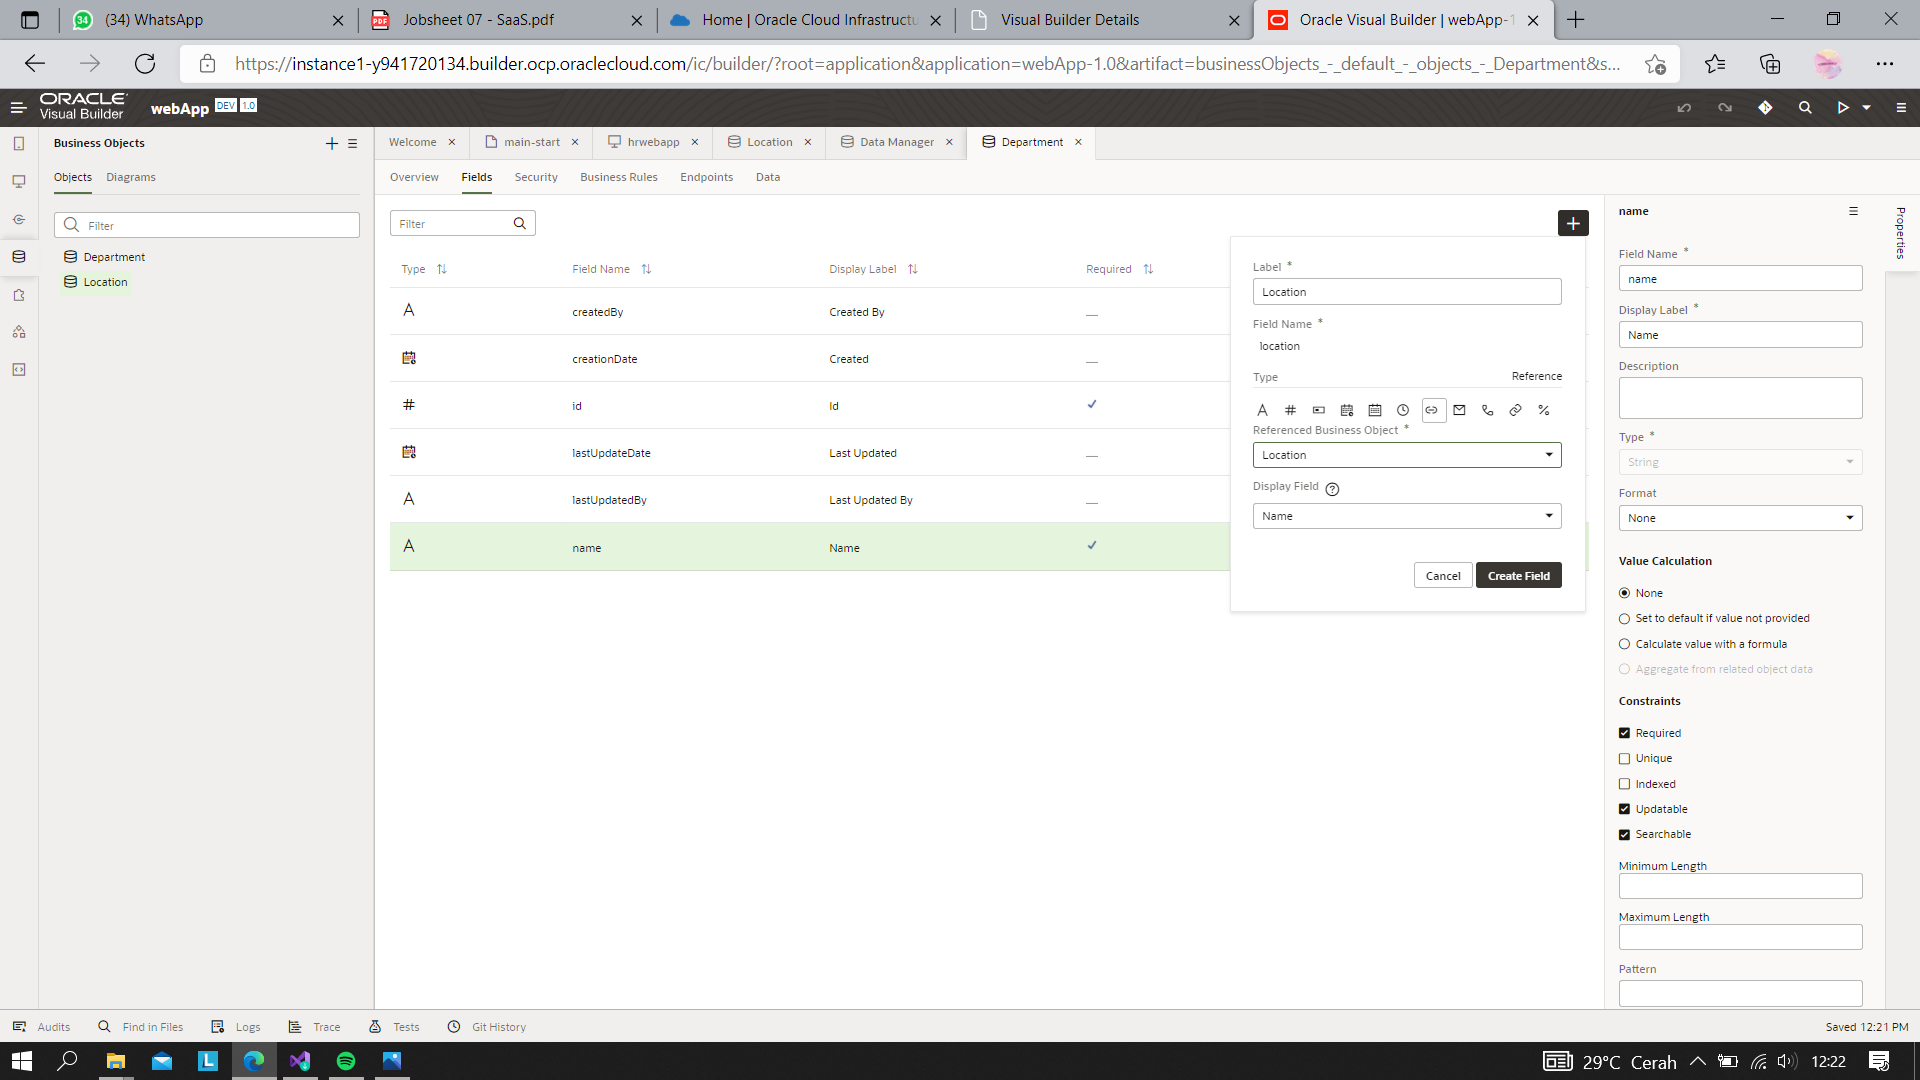 (34) WhatsApp
Jobsheet 07 - SaaS.pdf
Home | Oracle Cloud Infrastructu
Visual Builder Details
Oracle Visual Builder | webApp-1
https://instance1-y941720134.builder.ocp.oraclecloud.com/ic/builder/?root=application&application=webApp-1.0&artifact=businessObjects_-_default_-_objects_-_Department&s...
ORACLE
Visual Builder
webApp DEV 1.0
Business Objects
Objects Diagrams
Filter
Department
Location
Welcome
main-start
hrwebapp
Location
Data Manager
Department
Overview Fields Security Business Rules Endpoints Data
Filter
Type Field Name Display Label Required
createdBy Created By
creationDate Created
id Id
lastUpdateDate Last Updated
lastUpdatedBy Last Updated By
name Name
Label *
Location
Field Name *
location
Type Reference
Referenced Business Object *
Location
Display Field
Name
Cancel Create Field
name
Properties
Field Name *
name
Display Label *
Name
Description
Type *
String
Format
None
Value Calculation
None
Set to default if value not provided
Calculate value with a formula
Aggregate from related object data
Constraints
Required
Unique
Indexed
Updatable
Searchable
Minimum Length
Maximum Length
Pattern
Audits Find in Files Logs Trace Tests Git History
Saved 12:21 PM
29°C Cerah 12:22